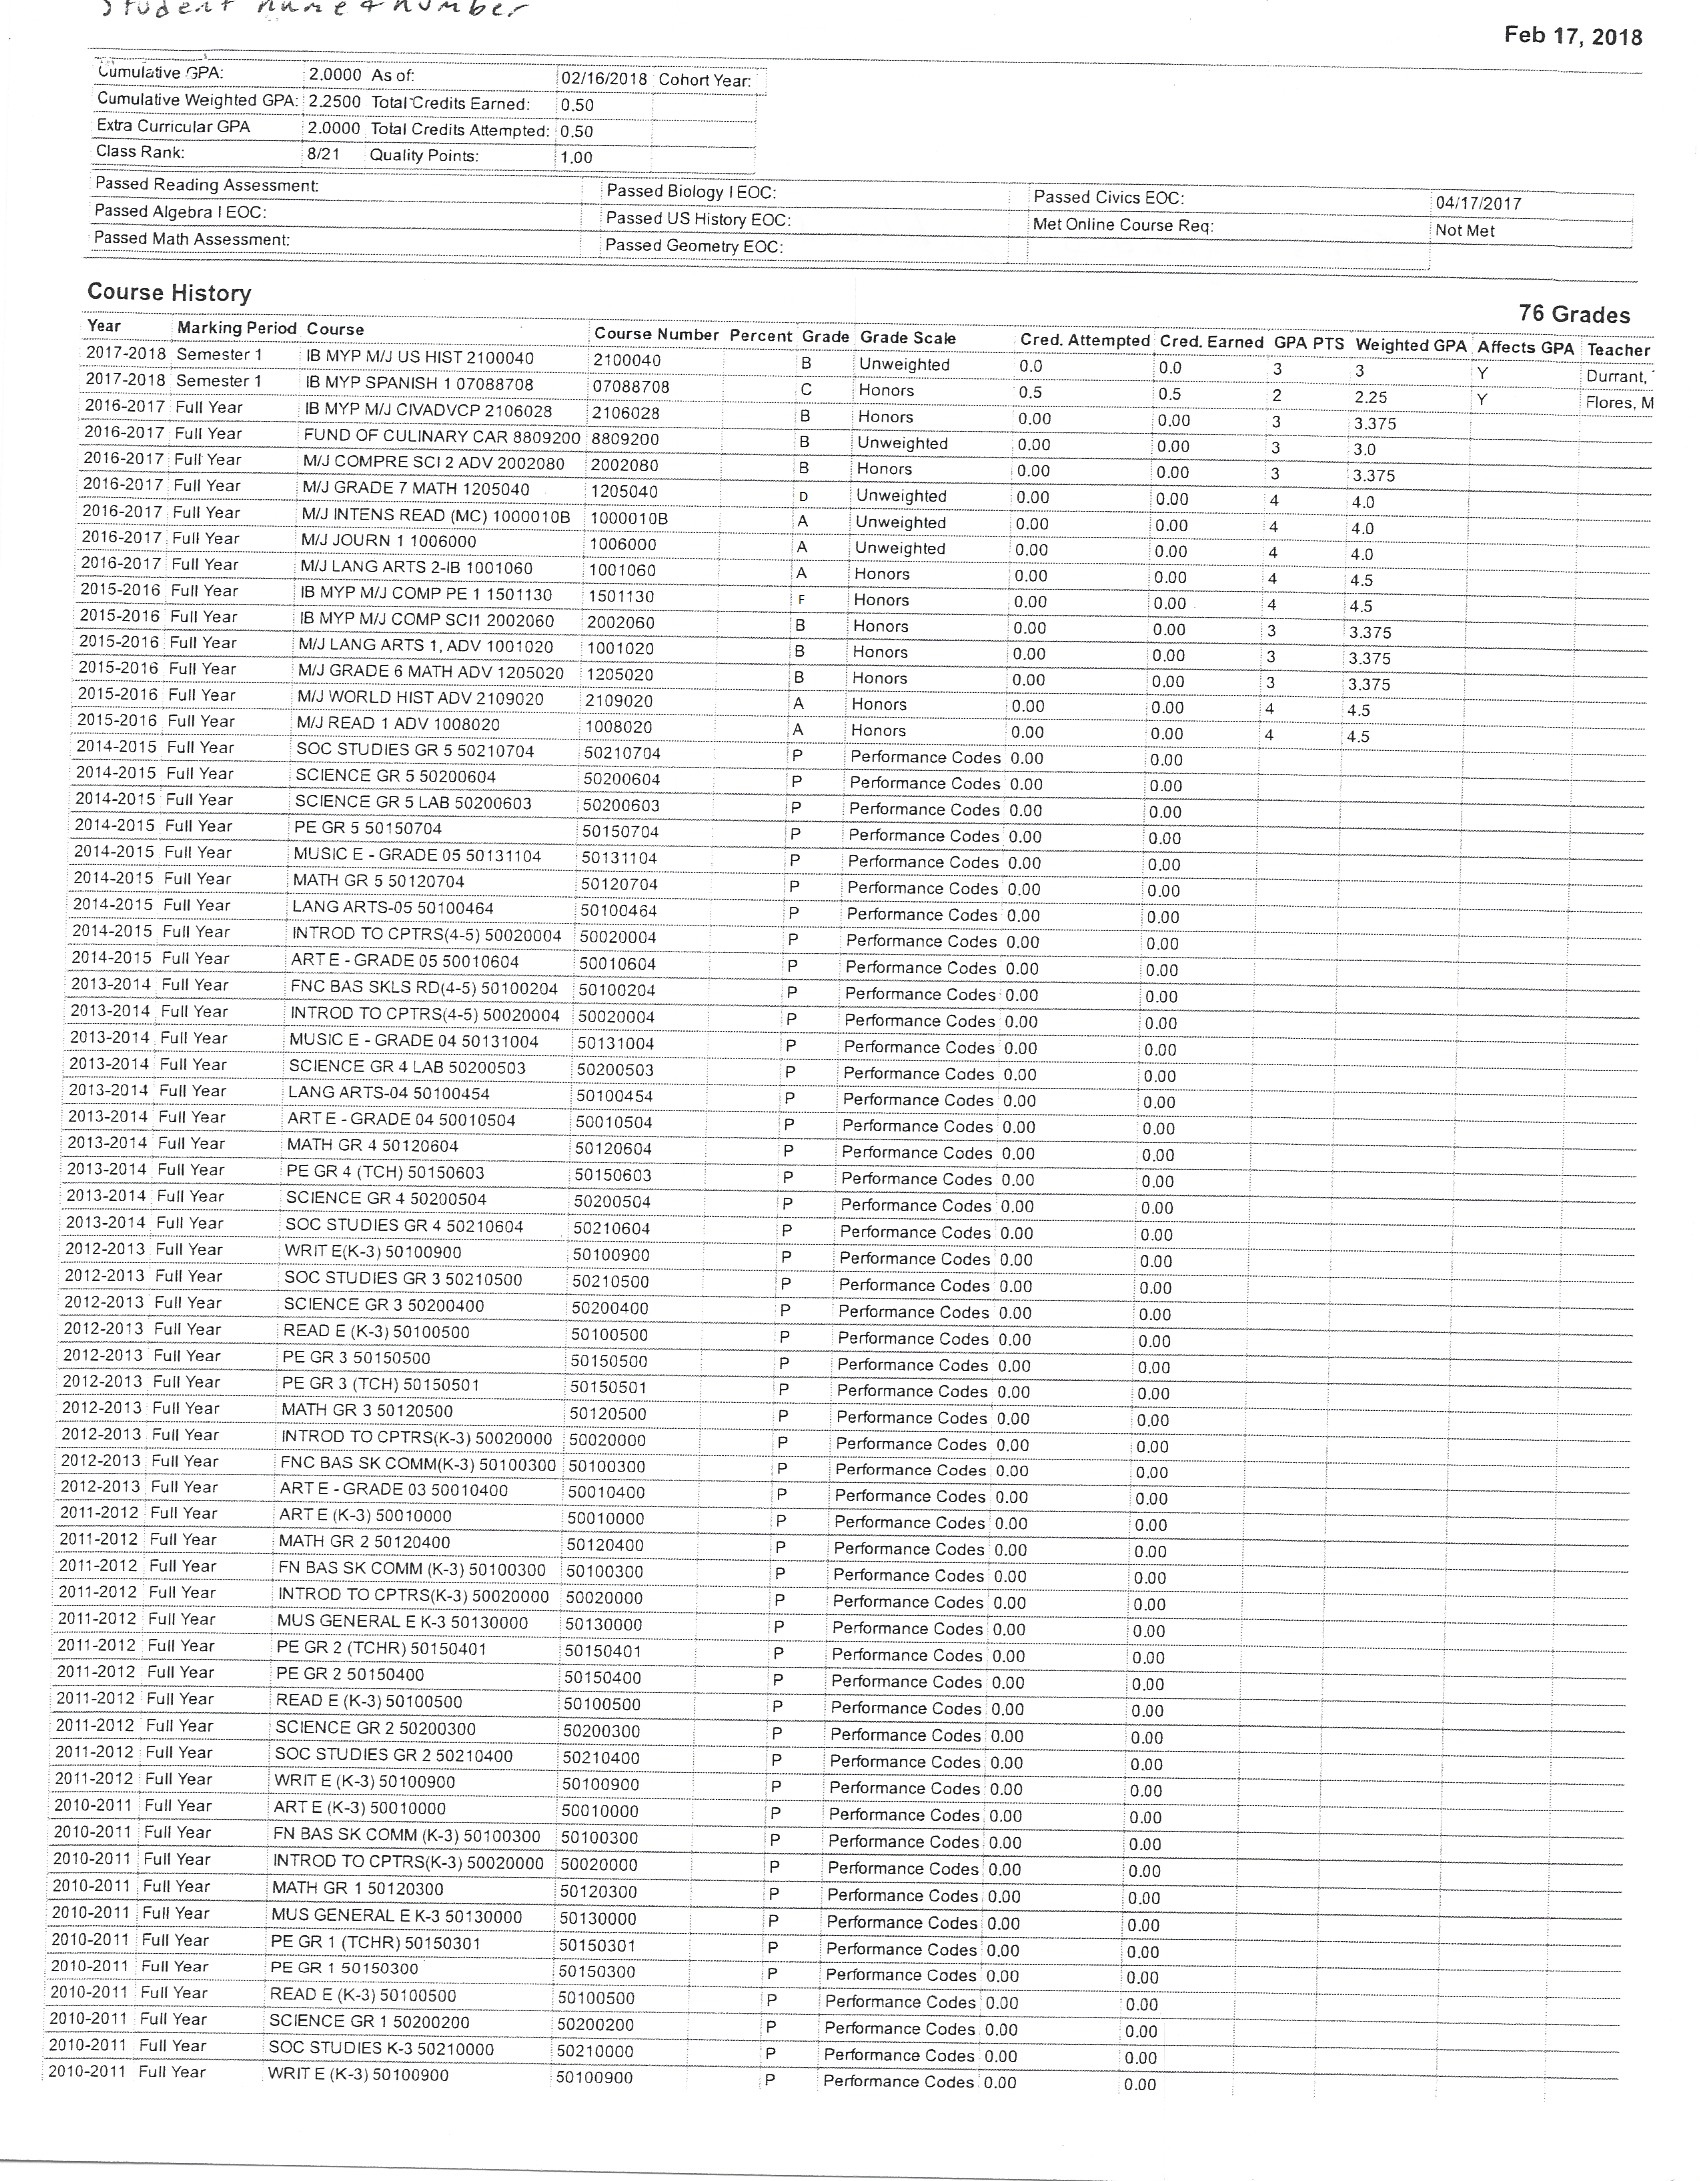 Student name & number
Feb 17, 2018
Cumulative GPA: 2.0000 As of: 02/16/2018 Cohort Year:
Cumulative Weighted GPA: 2.2500 Total Credits Earned: 0.50
Extra Curricular GPA 2.0000 Total Credits Attempted: 0.50
Class Rank: 8/21 Quality Points: 1.00
Passed Reading Assessment: Passed Biology I EOC: Passed Civics EOC: 04/17/2017
Passed Algebra I EOC: Passed US History EOC: Met Online Course Req: Not Met
Passed Math Assessment: Passed Geometry EOC:
Course History 76 Grades
Year Marking Period Course Course Number Percent Grade Grade Scale Cred. Attempted Cred. Earned GPA PTS Weighted GPA Affects GPA Teacher
2017-2018 Semester 1 IB MYP M/J US HIST 2100040 2100040 B Unweighted 0.0 0.0 3 3 Y Durrant,
2017-2018 Semester 1 IB MYP SPANISH 1 07088708 07088708 C Honors 0.5 0.5 2 2.25 Y Flores, M
2016-2017 Full Year IB MYP M/J CIVADVCP 2106028 2106028 B Honors 0.00 0.00 3 3.375
2016-2017 Full Year FUND OF CULINARY CAR 8809200 8809200 B Unweighted 0.00 0.00 3 3.0
2016-2017 Full Year M/J COMPRE SCI 2 ADV 2002080 2002080 B Honors 0.00 0.00 3 3.375
2016-2017 Full Year M/J GRADE 7 MATH 1205040 1205040 D Unweighted 0.00 0.00 4 4.0
2016-2017 Full Year M/J INTENS READ (MC) 1000010B 1000010B A Unweighted 0.00 0.00 4 4.0
2016-2017 Full Year M/J JOURN 1 1006000 1006000 A Unweighted 0.00 0.00 4 4.0
2016-2017 Full Year M/J LANG ARTS 2-IB 1001060 1001060 A Honors 0.00 0.00 4 4.5
2015-2016 Full Year IB MYP M/J COMP PE 1 1501130 1501130 F Honors 0.00 0.00 4 4.5
2015-2016 Full Year IB MYP M/J COMP SCI1 2002060 2002060 B Honors 0.00 0.00 3 3.375
2015-2016 Full Year M/J LANG ARTS 1, ADV 1001020 1001020 B Honors 0.00 0.00 3 3.375
2015-2016 Full Year M/J GRADE 6 MATH ADV 1205020 1205020 B Honors 0.00 0.00 3 3.375
2015-2016 Full Year M/J WORLD HIST ADV 2109020 2109020 A Honors 0.00 0.00 4 4.5
2015-2016 Full Year M/J READ 1 ADV 1008020 1008020 A Honors 0.00 0.00 4 4.5
2014-2015 Full Year SOC STUDIES GR 5 50210704 50210704 P Performance Codes 0.00 0.00
2014-2015 Full Year SCIENCE GR 5 50200604 50200604 P Performance Codes 0.00 0.00
2014-2015 Full Year SCIENCE GR 5 LAB 50200603 50200603 P Performance Codes 0.00 0.00
2014-2015 Full Year PE GR 5 50150704 50150704 P Performance Codes 0.00 0.00
2014-2015 Full Year MUSIC E - GRADE 05 50131104 50131104 P Performance Codes 0.00 0.00
2014-2015 Full Year MATH GR 5 50120704 50120704 P Performance Codes 0.00 0.00
2014-2015 Full Year LANG ARTS-05 50100464 50100464 P Performance Codes 0.00 0.00
2014-2015 Full Year INTROD TO CPTRS(4-5) 50020004 50020004 P Performance Codes 0.00 0.00
2014-2015 Full Year ART E - GRADE 05 50010604 50010604 P Performance Codes 0.00 0.00
2013-2014 Full Year FNC BAS SKLS RD(4-5) 50100204 50100204 P Performance Codes 0.00 0.00
2013-2014 Full Year INTROD TO CPTRS(4-5) 50020004 50020004 P Performance Codes 0.00 0.00
2013-2014 Full Year MUSIC E - GRADE 04 50131004 50131004 P Performance Codes 0.00 0.00
2013-2014 Full Year SCIENCE GR 4 LAB 50200503 50200503 P Performance Codes 0.00 0.00
2013-2014 Full Year LANG ARTS-04 50100454 50100454 P Performance Codes 0.00 0.00
2013-2014 Full Year ART E - GRADE 04 50010504 50010504 P Performance Codes 0.00 0.00
2013-2014 Full Year MATH GR 4 50120604 50120604 P Performance Codes 0.00 0.00
2013-2014 Full Year PE GR 4 (TCH) 50150603 50150603 P Performance Codes 0.00 0.00
2013-2014 Full Year SCIENCE GR 4 50200504 50200504 P Performance Codes 0.00 0.00
2013-2014 Full Year SOC STUDIES GR 4 50210604 50210604 P Performance Codes 0.00 0.00
2012-2013 Full Year WRIT E(K-3) 50100900 50100900 P Performance Codes 0.00 0.00
2012-2013 Full Year SOC STUDIES GR 3 50210500 50210500 P Performance Codes 0.00 0.00
2012-2013 Full Year SCIENCE GR 3 50200400 50200400 P Performance Codes 0.00 0.00
2012-2013 Full Year READ E (K-3) 50100500 50100500 P Performance Codes 0.00 0.00
2012-2013 Full Year PE GR 3 50150500 50150500 P Performance Codes 0.00 0.00
2012-2013 Full Year PE GR 3 (TCH) 50150501 50150501 P Performance Codes 0.00 0.00
2012-2013 Full Year MATH GR 3 50120500 50120500 P Performance Codes 0.00 0.00
2012-2013 Full Year INTROD TO CPTRS(K-3) 50020000 50020000 P Performance Codes 0.00 0.00
2012-2013 Full Year FNC BAS SK COMM(K-3) 50100300 50100300 P Performance Codes 0.00 0.00
2012-2013 Full Year ART E - GRADE 03 50010400 50010400 P Performance Codes 0.00 0.00
2011-2012 Full Year ART E (K-3) 50010000 50010000 P Performance Codes 0.00 0.00
2011-2012 Full Year MATH GR 2 50120400 50120400 P Performance Codes 0.00 0.00
2011-2012 Full Year FN BAS SK COMM (K-3) 50100300 50100300 P Performance Codes 0.00 0.00
2011-2012 Full Year INTROD TO CPTRS(K-3) 50020000 50020000 P Performance Codes 0.00 0.00
2011-2012 Full Year MUS GENERAL E K-3 50130000 50130000 P Performance Codes 0.00 0.00
2011-2012 Full Year PE GR 2 (TCHR) 50150401 50150401 P Performance Codes 0.00 0.00
2011-2012 Full Year PE GR 2 50150400 50150400 P Performance Codes 0.00 0.00
2011-2012 Full Year READ E (K-3) 50100500 50100500 P Performance Codes 0.00 0.00
2011-2012 Full Year SCIENCE GR 2 50200300 50200300 P Performance Codes 0.00 0.00
2011-2012 Full Year SOC STUDIES GR 2 50210400 50210400 P Performance Codes 0.00 0.00
2011-2012 Full Year WRIT E (K-3) 50100900 50100900 P Performance Codes 0.00 0.00
2010-2011 Full Year ART E (K-3) 50010000 50010000 P Performance Codes 0.00 0.00
2010-2011 Full Year FN BAS SK COMM (K-3) 50100300 50100300 P Performance Codes 0.00 0.00
2010-2011 Full Year INTROD TO CPTRS(K-3) 50020000 50020000 P Performance Codes 0.00 0.00
2010-2011 Full Year MATH GR 1 50120300 50120300 P Performance Codes 0.00 0.00
2010-2011 Full Year MUS GENERAL E K-3 50130000 50130000 P Performance Codes 0.00 0.00
2010-2011 Full Year PE GR 1 (TCHR) 50150301 50150301 P Performance Codes 0.00 0.00
2010-2011 Full Year PE GR 1 50150300 50150300 P Performance Codes 0.00 0.00
2010-2011 Full Year READ E (K-3) 50100500 50100500 P Performance Codes 0.00 0.00
2010-2011 Full Year SCIENCE GR 1 50200200 50200200 P Performance Codes 0.00 0.00
2010-2011 Full Year SOC STUDIES K-3 50210000 50210000 P Performance Codes 0.00 0.00
2010-2011 Full Year WRIT E (K-3) 50100900 50100900 P Performance Codes 0.00 0.00